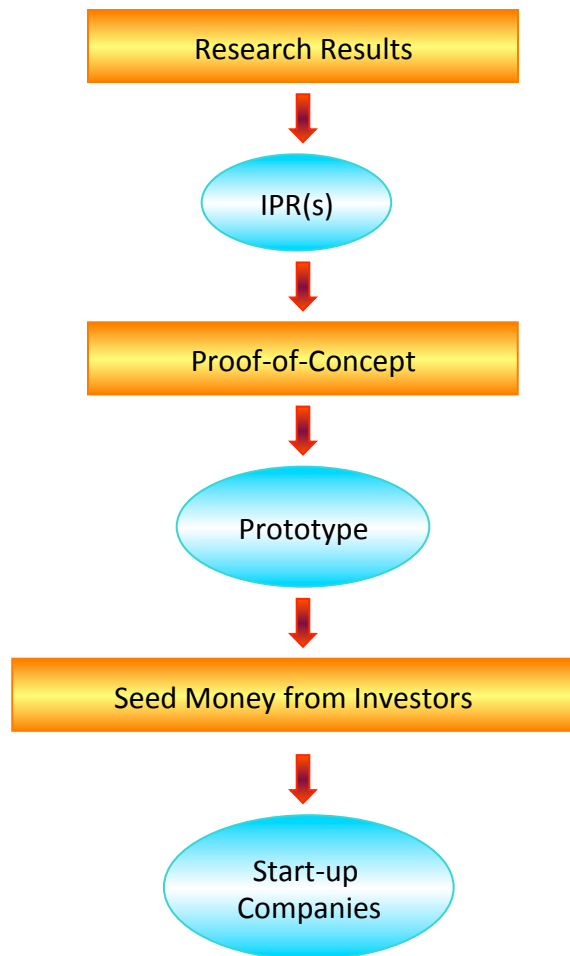 Research Results
IPR(s)
Proof-of-Concept
Prototype
Seed Money from Investors
Start-up
Companies